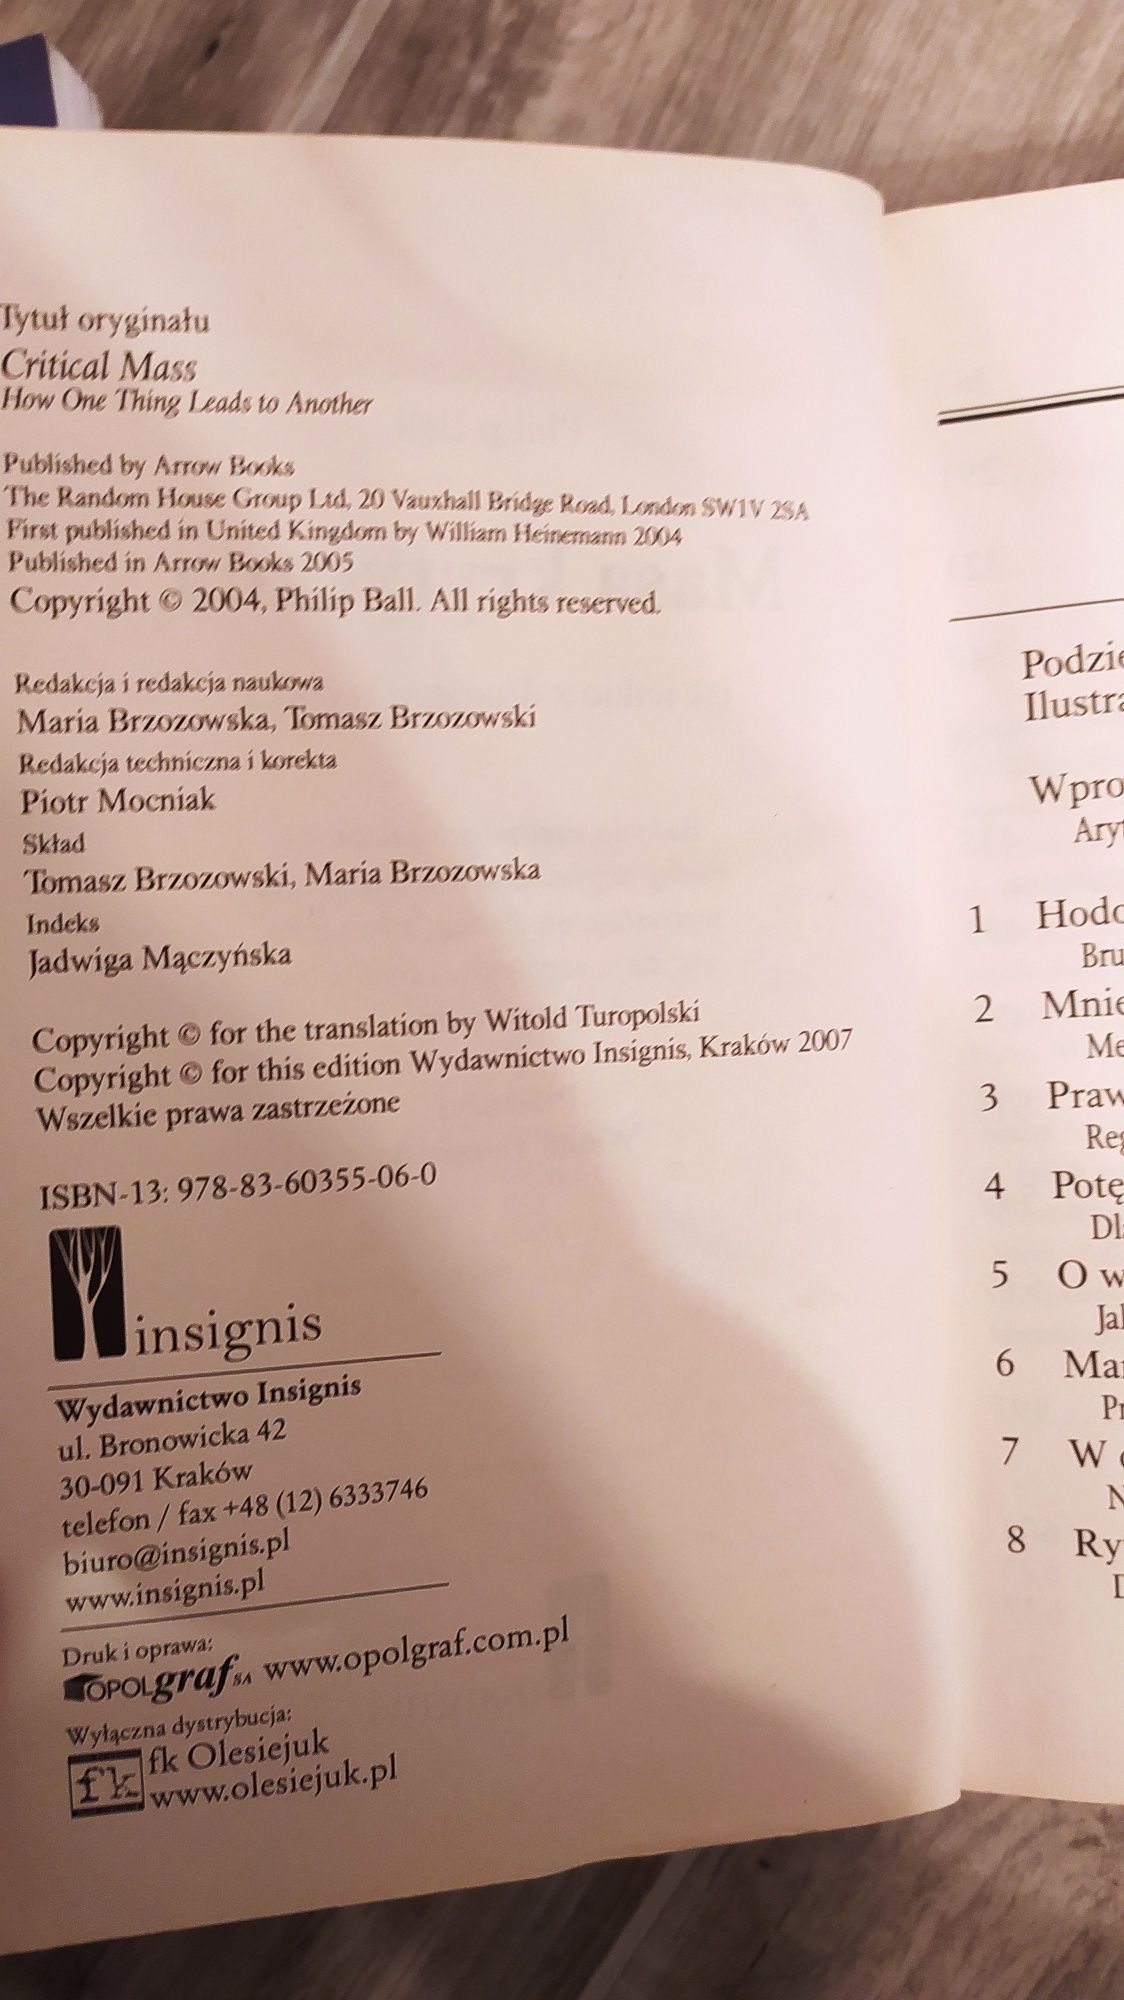 Tytuł oryginału
Critical Mass
How One Thing Leads to Another
Published by Arrow Books
The Random House Group Ltd, 20 Vauxhall Bridge Road, London SW1V 2SA
First published in United Kingdom by William Heinemann 2004
Published in Arrow Books 2005
Copyright © 2004, Philip Ball. All rights reserved.
Redakcja i redakcja naukowa
Maria Brzozowska, Tomasz Brzozowski
Redakcja techniczna i korekta
Piotr Mocniak
Skład
Tomasz Brzozowski, Maria Brzozowska
Indeks
Jadwiga Mączyńska
Copyright © for the translation by Witold Turopolski
Copyright © for this edition Wydawnictwo Insignis, Kraków 2007
Wszelkie prawa zastrzeżone
ISBN-13: 978-83-60355-06-0
insignis
Wydawnictwo Insignis
ul. Bronowicka 42
30-091 Kraków
telefon / fax +48 (12) 6333746
biuro@insignis.pl
www.insignis.pl
Druk i oprawa:
OPOLgraf SA www.opolgraf.com.pl
Wyłączna dystrybucja:
fk fk Olesiejuk
www.olesiejuk.pl
Podzie
Ilustra
Wpro
Ary
1 Hodo
Bru
2 Mnie
Me
3 Praw
Reg
4 Potę
Dla
5 O w
Jak
6 Mar
Pr
7 W
N
8 Ry
D